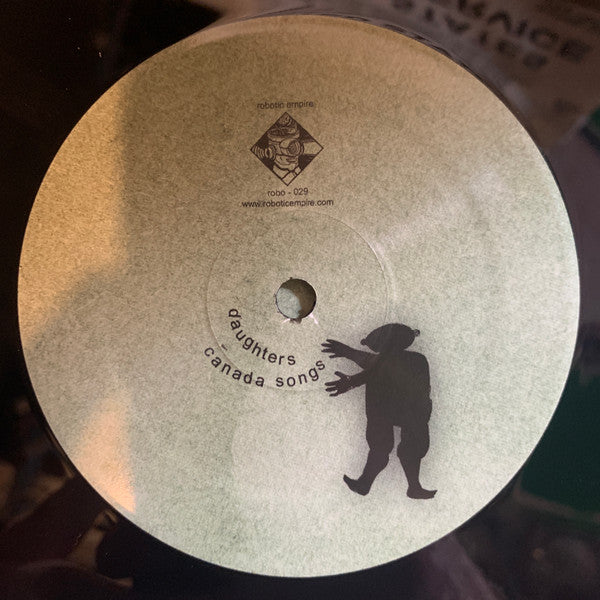 robotic empire
robo - 029
www.roboticempire.com
daughters
canada songs